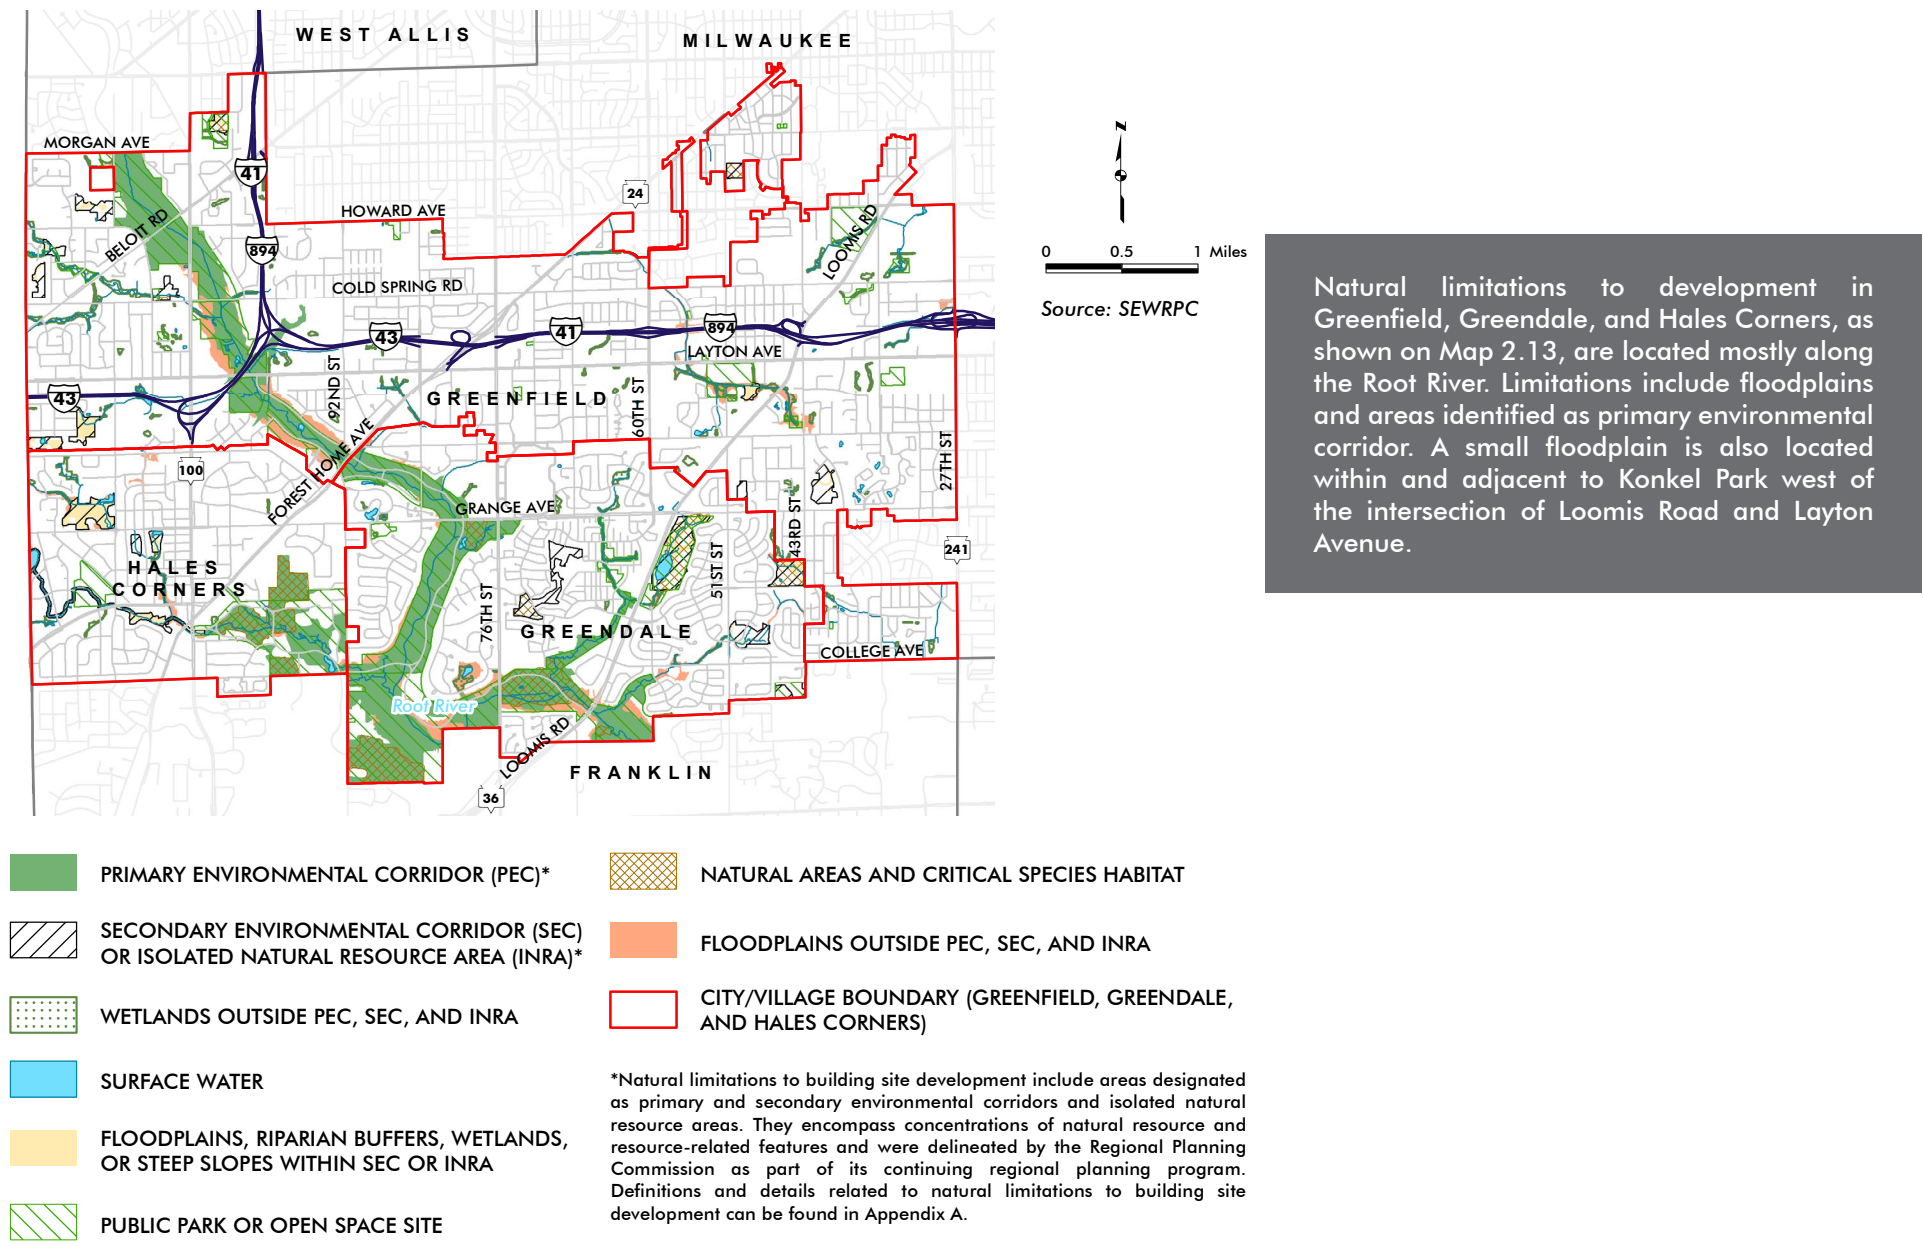 WEST ALLIS
MILWAUKEE
MORGAN AVE
41
24
HOWARD AVE
BELOIT RD
894
LOOMIS RD
COLD SPRING RD
43
41
894
LAYTON AVE
43
92ND ST
GREENFIELD
60TH ST
FOREST HOME AVE
27TH ST
100
GRANGE AVE
43RD ST
241
HALES
CORNERS
51ST ST
76TH ST
GREENDALE
COLLEGE AVE
Root River
LOOMIS RD
FRANKLIN
36
N
0 0.5 1 Miles
Source: SEWRPC
Natural limitations to development in
Greenfield, Greendale, and Hales Corners, as
shown on Map 2.13, are located mostly along
the Root River. Limitations include floodplains
and areas identified as primary environmental
corridor. A small floodplain is also located
within and adjacent to Konkel Park west of
the intersection of Loomis Road and Layton
Avenue.
PRIMARY ENVIRONMENTAL CORRIDOR (PEC)*
SECONDARY ENVIRONMENTAL CORRIDOR (SEC)
OR ISOLATED NATURAL RESOURCE AREA (INRA)*
WETLANDS OUTSIDE PEC, SEC, AND INRA
SURFACE WATER
FLOODPLAINS, RIPARIAN BUFFERS, WETLANDS,
OR STEEP SLOPES WITHIN SEC OR INRA
PUBLIC PARK OR OPEN SPACE SITE
NATURAL AREAS AND CRITICAL SPECIES HABITAT
FLOODPLAINS OUTSIDE PEC, SEC, AND INRA
CITY/VILLAGE BOUNDARY (GREENFIELD, GREENDALE,
AND HALES CORNERS)
*Natural limitations to building site development include areas designated
as primary and secondary environmental corridors and isolated natural
resource areas. They encompass concentrations of natural resource and
resource-related features and were delineated by the Regional Planning
Commission as part of its continuing regional planning program.
Definitions and details related to natural limitations to building site
development can be found in Appendix A.